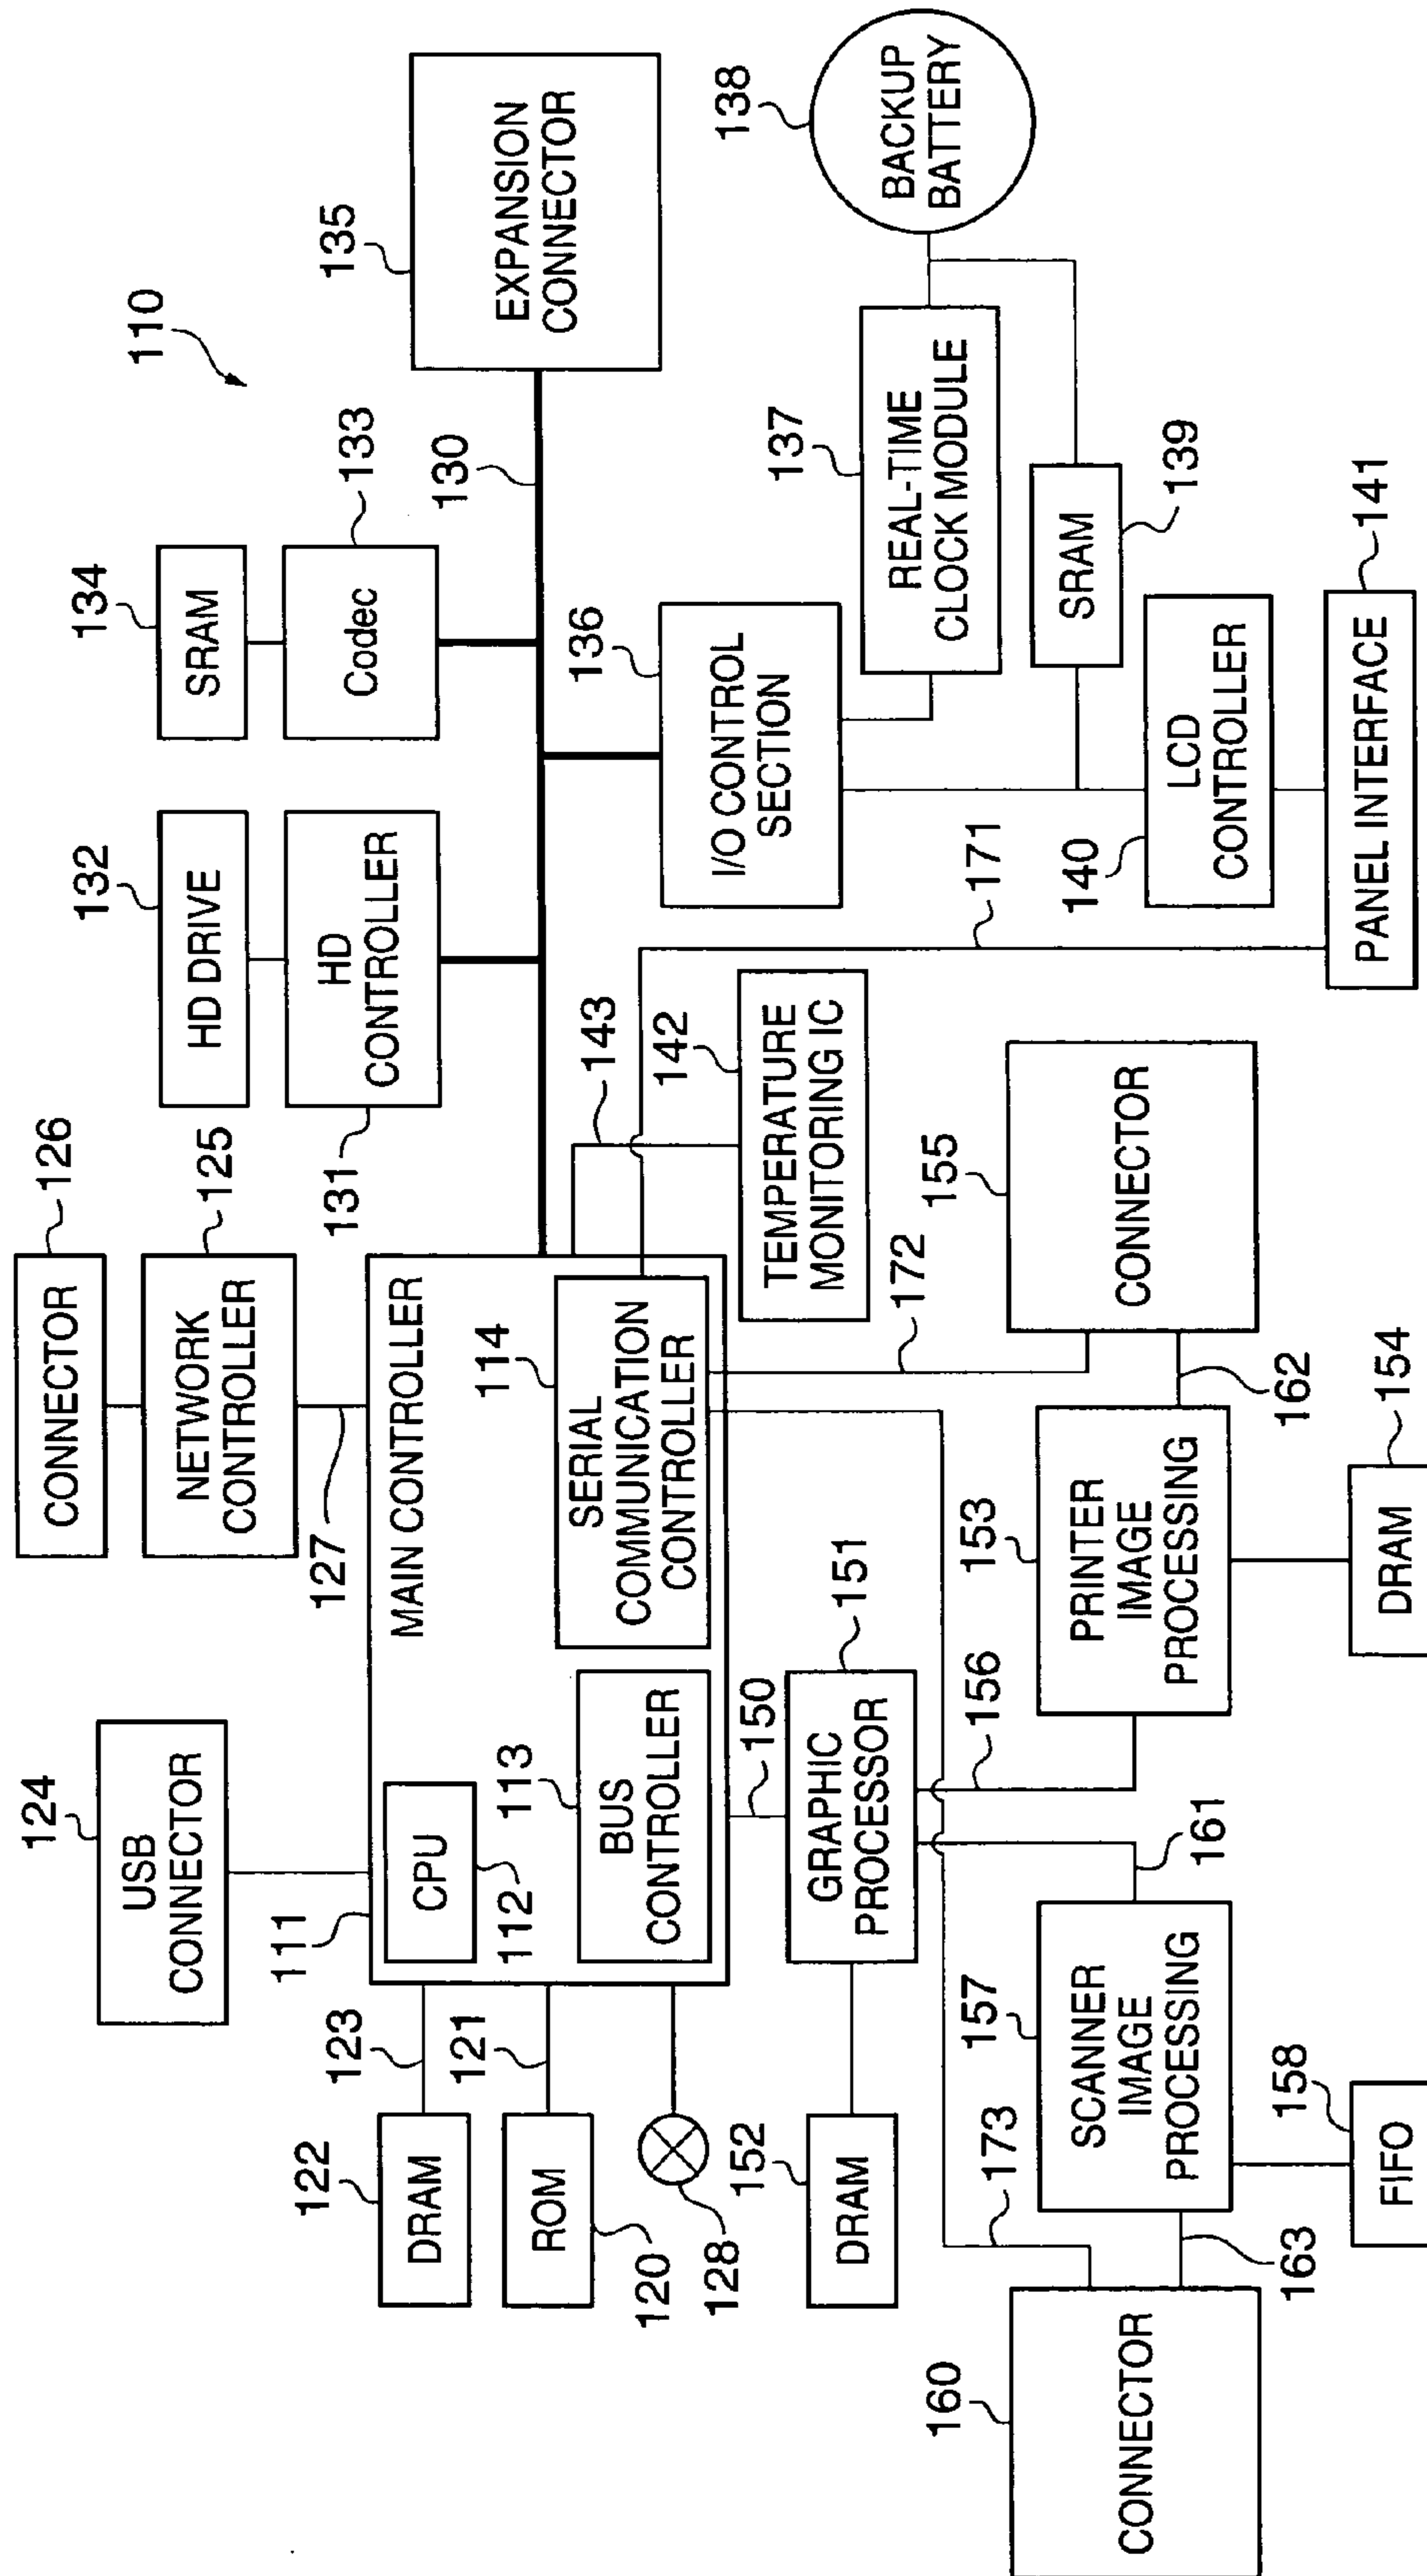 110
126
CONNECTOR
125
NETWORK
CONTROLLER
127
124
USB
CONNECTOR
132
HD DRIVE
HD
CONTROLLER
131
134
SRAM
133
Codec
130
135
EXPANSION
CONNECTOR
111
MAIN CONTROLLER
CPU
112
113
BUS
CONTROLLER
114
SERIAL
COMMUNICATION
CONTROLLER
122
DRAM
123
ROM
121
120
128
143
142
TEMPERATURE
MONITORING IC
136
I/O CONTROL
SECTION
137
REAL-TIME
CLOCK MODULE
138
BACKUP
BATTERY
SRAM
139
140
LCD
CONTROLLER
171
PANEL INTERFACE
141
152
DRAM
150
GRAPHIC
PROCESSOR
151
172
155
CONNECTOR
160
CONNECTOR
173
163
157
SCANNER
IMAGE
PROCESSING
161
156
153
PRINTER
IMAGE
PROCESSING
162
158
FIFO
154
DRAM